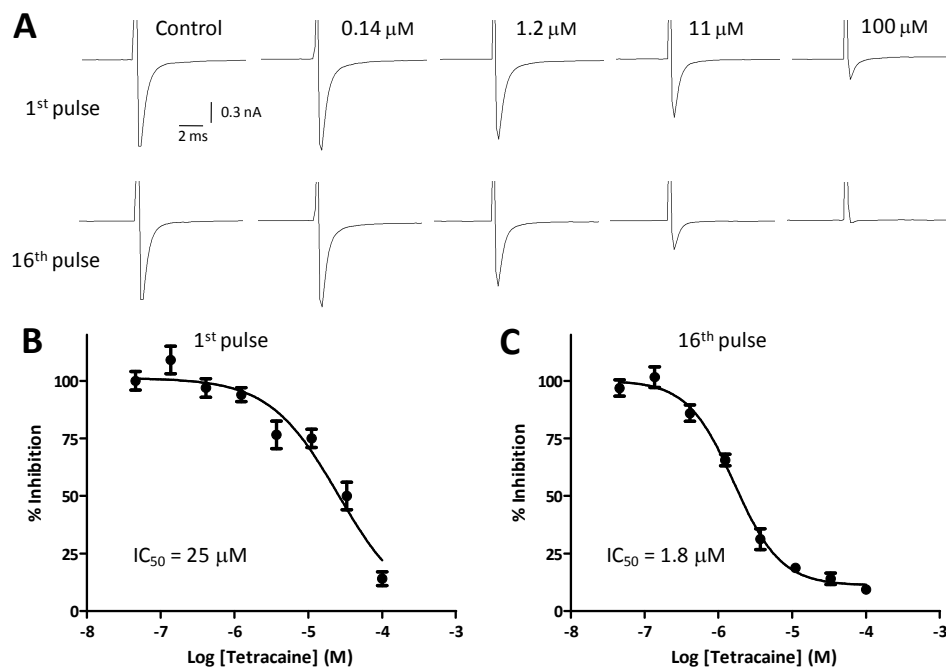 A
Control
0.14 µM
1.2 µM
11 µM
100 µM
1st pulse
0.3 nA
2 ms
16th pulse
B
1st pulse
100
75
50
25
0
% Inhibition
IC50 = 25 µM
-8
-7
-6
-5
-4
-3
Log [Tetracaine] (M)
C
16th pulse
100
75
50
25
0
% Inhibition
IC50 = 1.8 µM
-8
-7
-6
-5
-4
-3
Log [Tetracaine] (M)